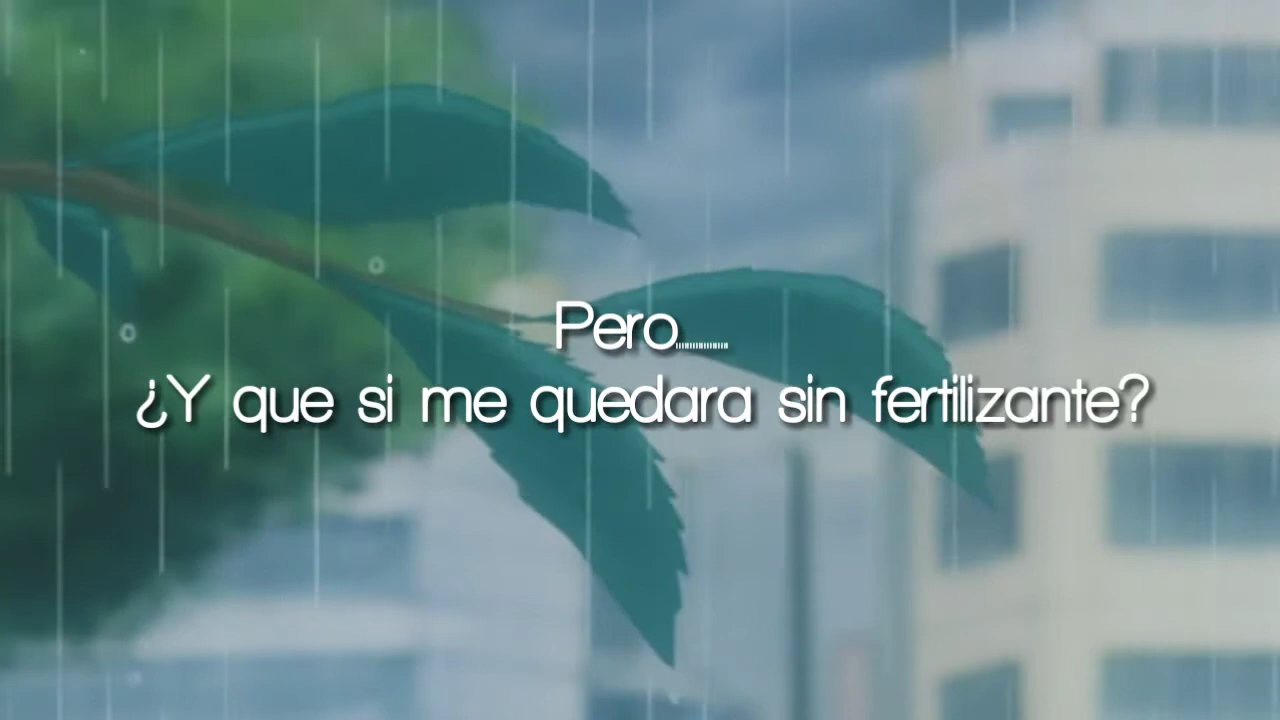 Pero................
¿Y que si me quedara sin fertilizante?